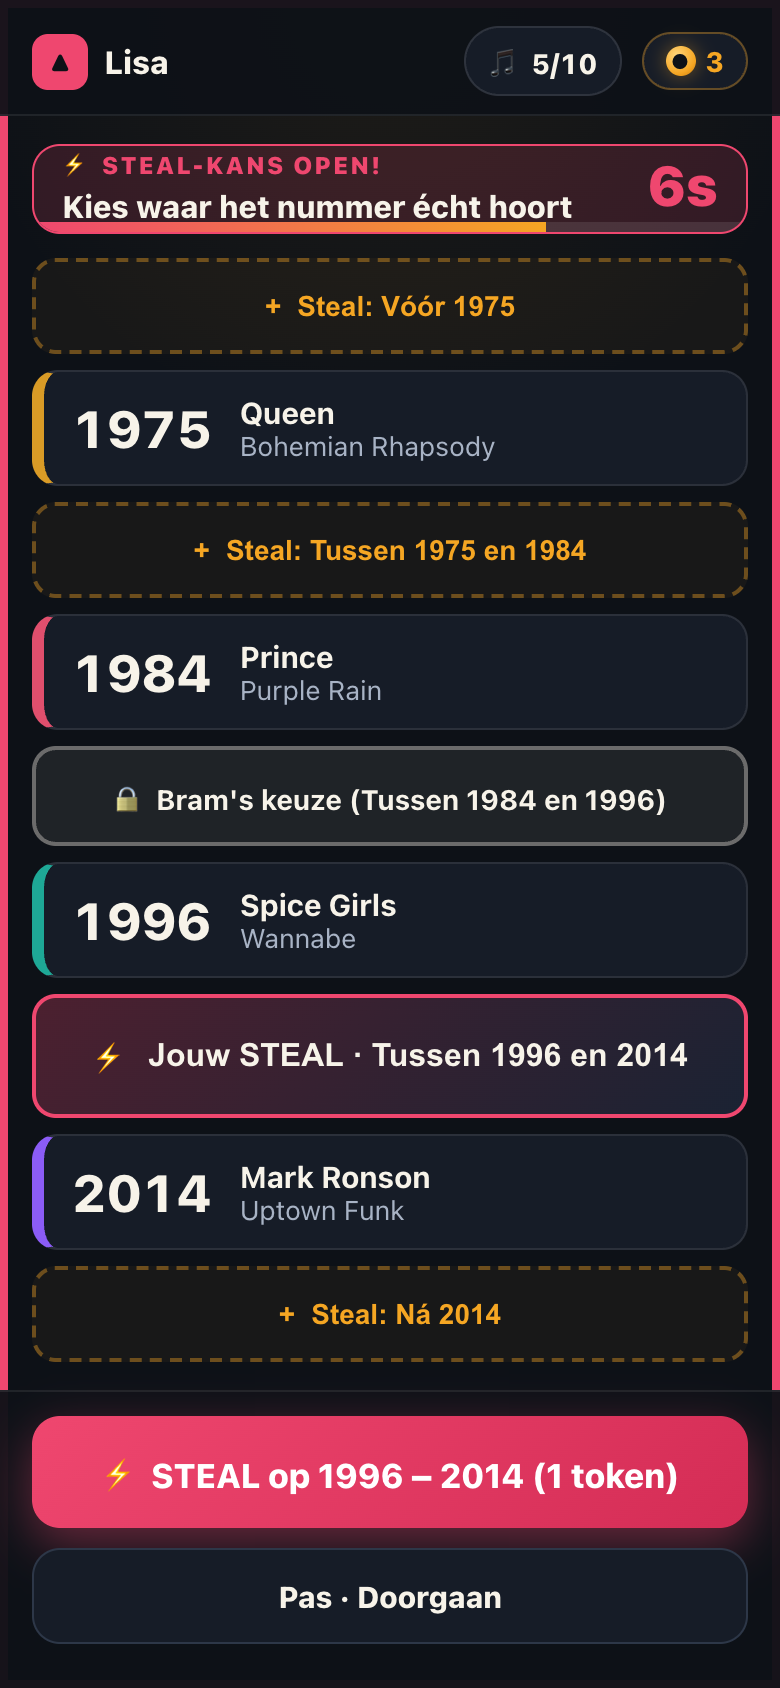 Lisa
5/10
3
STEAL-KANS OPEN!
6s
Kies waar het nummer écht hoort
+ Steal: Vóór 1975
1975
Queen
Bohemian Rhapsody
+ Steal: Tussen 1975 en 1984
1984
Prince
Purple Rain
Bram's keuze (Tussen 1984 en 1996)
1996
Spice Girls
Wannabe
Jouw STEAL · Tussen 1996 en 2014
2014
Mark Ronson
Uptown Funk
+ Steal: Ná 2014
STEAL op 1996 – 2014 (1 token)
Pas · Doorgaan